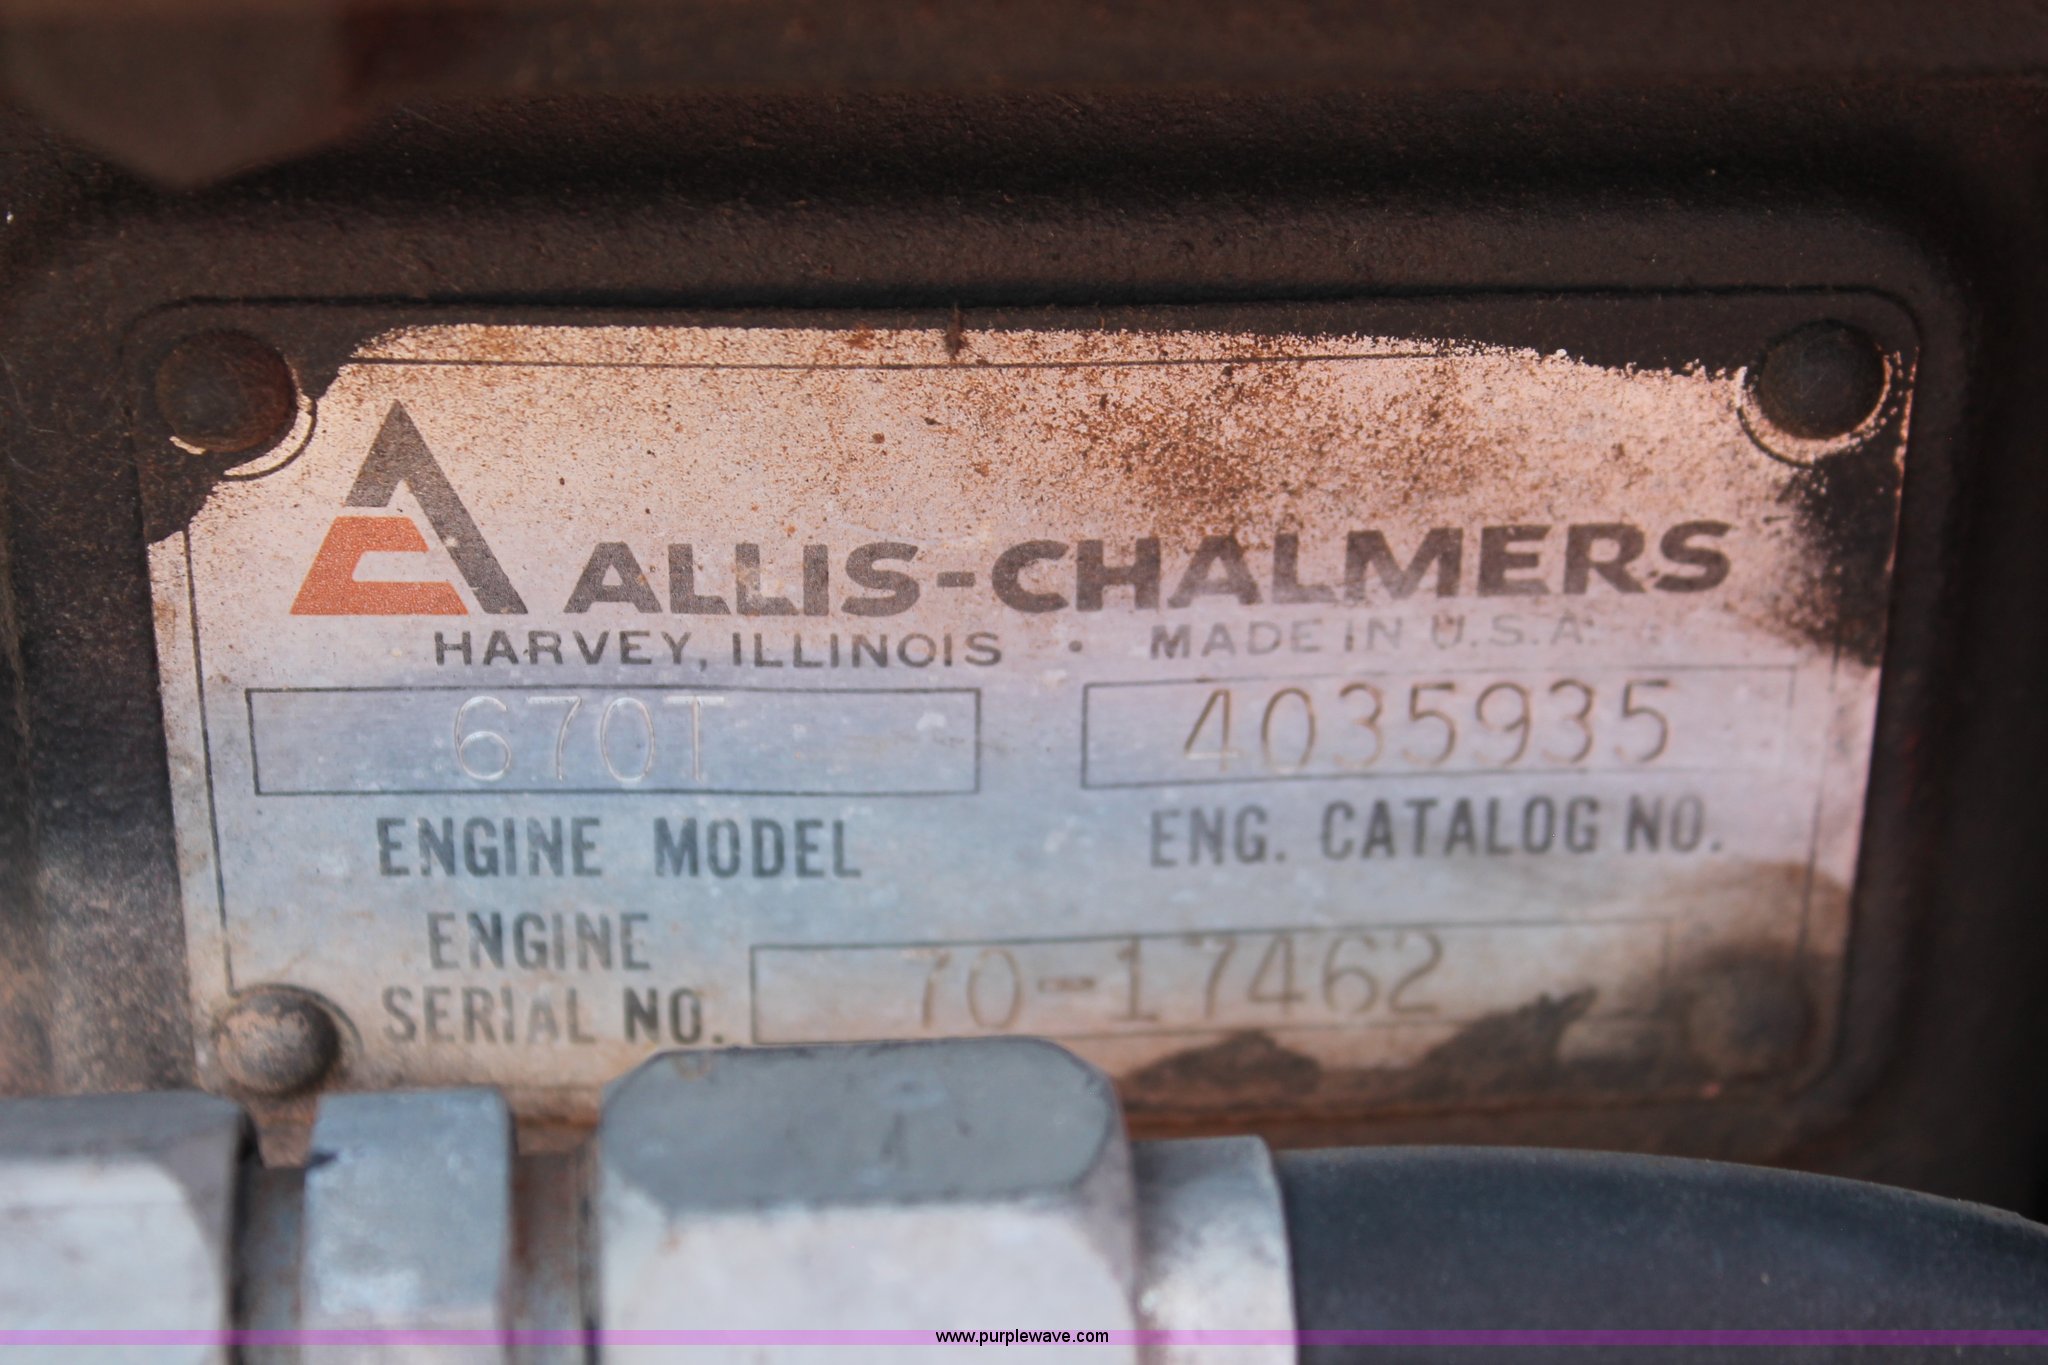 ALLIS-CHALMERS
HARVEY, ILLINOIS • MADE IN U.S.A.
670T 4035935
ENGINE MODEL ENG. CATALOG NO.
ENGINE
SERIAL NO. 70-17462
www.purplewave.com